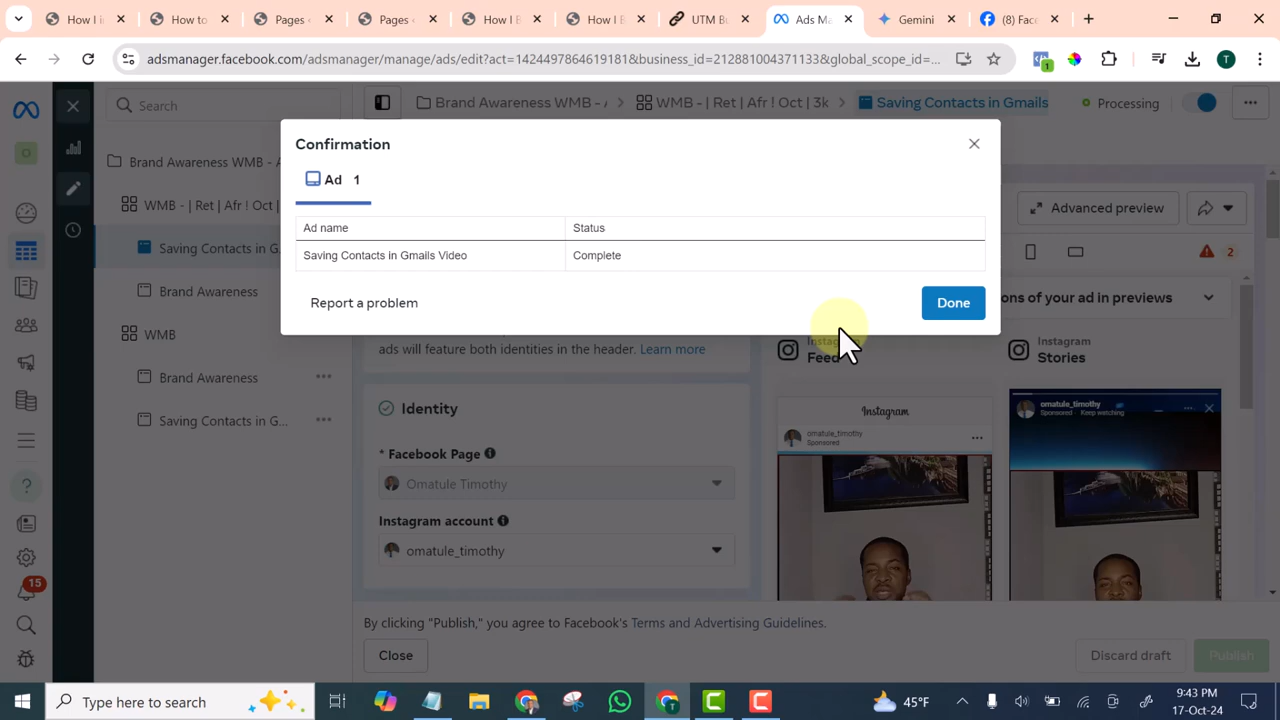 How I i
How to
Pages
Pages
How I B
How I B
UTM Bu
Ads Ma
Gemini
(8) Face
adsmanager.facebook.com/adsmanager/manage/ads/edit?act=1424497864619181&business_id=212881004371133&global_scope_id=...
1
T
Search
Brand Awareness WMB - A
WMB - | Ret | Afr ! Oct | 3k
Saving Contacts in Gmails
Processing
Confirmation
Ad 1
Ad name
Status
Saving Contacts in Gmails Video
Complete
Report a problem
Done
Brand Awareness WMB - A
WMB - | Ret | Afr ! Oct |
Saving Contacts in G
Brand Awareness
WMB
Brand Awareness
Saving Contacts in G...
15
Advanced preview
2
ons of your ad in previews
ads will feature both identities in the header. Learn more
Identity
* Facebook Page
Omatule Timothy
Instagram account
omatule_timothy
Instagram
Feed
Instagram
Stories
Instagram
omatule_timothy
Sponsored
omatule_timothy
Sponsored Keep watching
By clicking "Publish," you agree to Facebook's Terms and Advertising Guidelines.
Close
Discard draft
Publish
Type here to search
45°F
9:43 PM
17-Oct-24